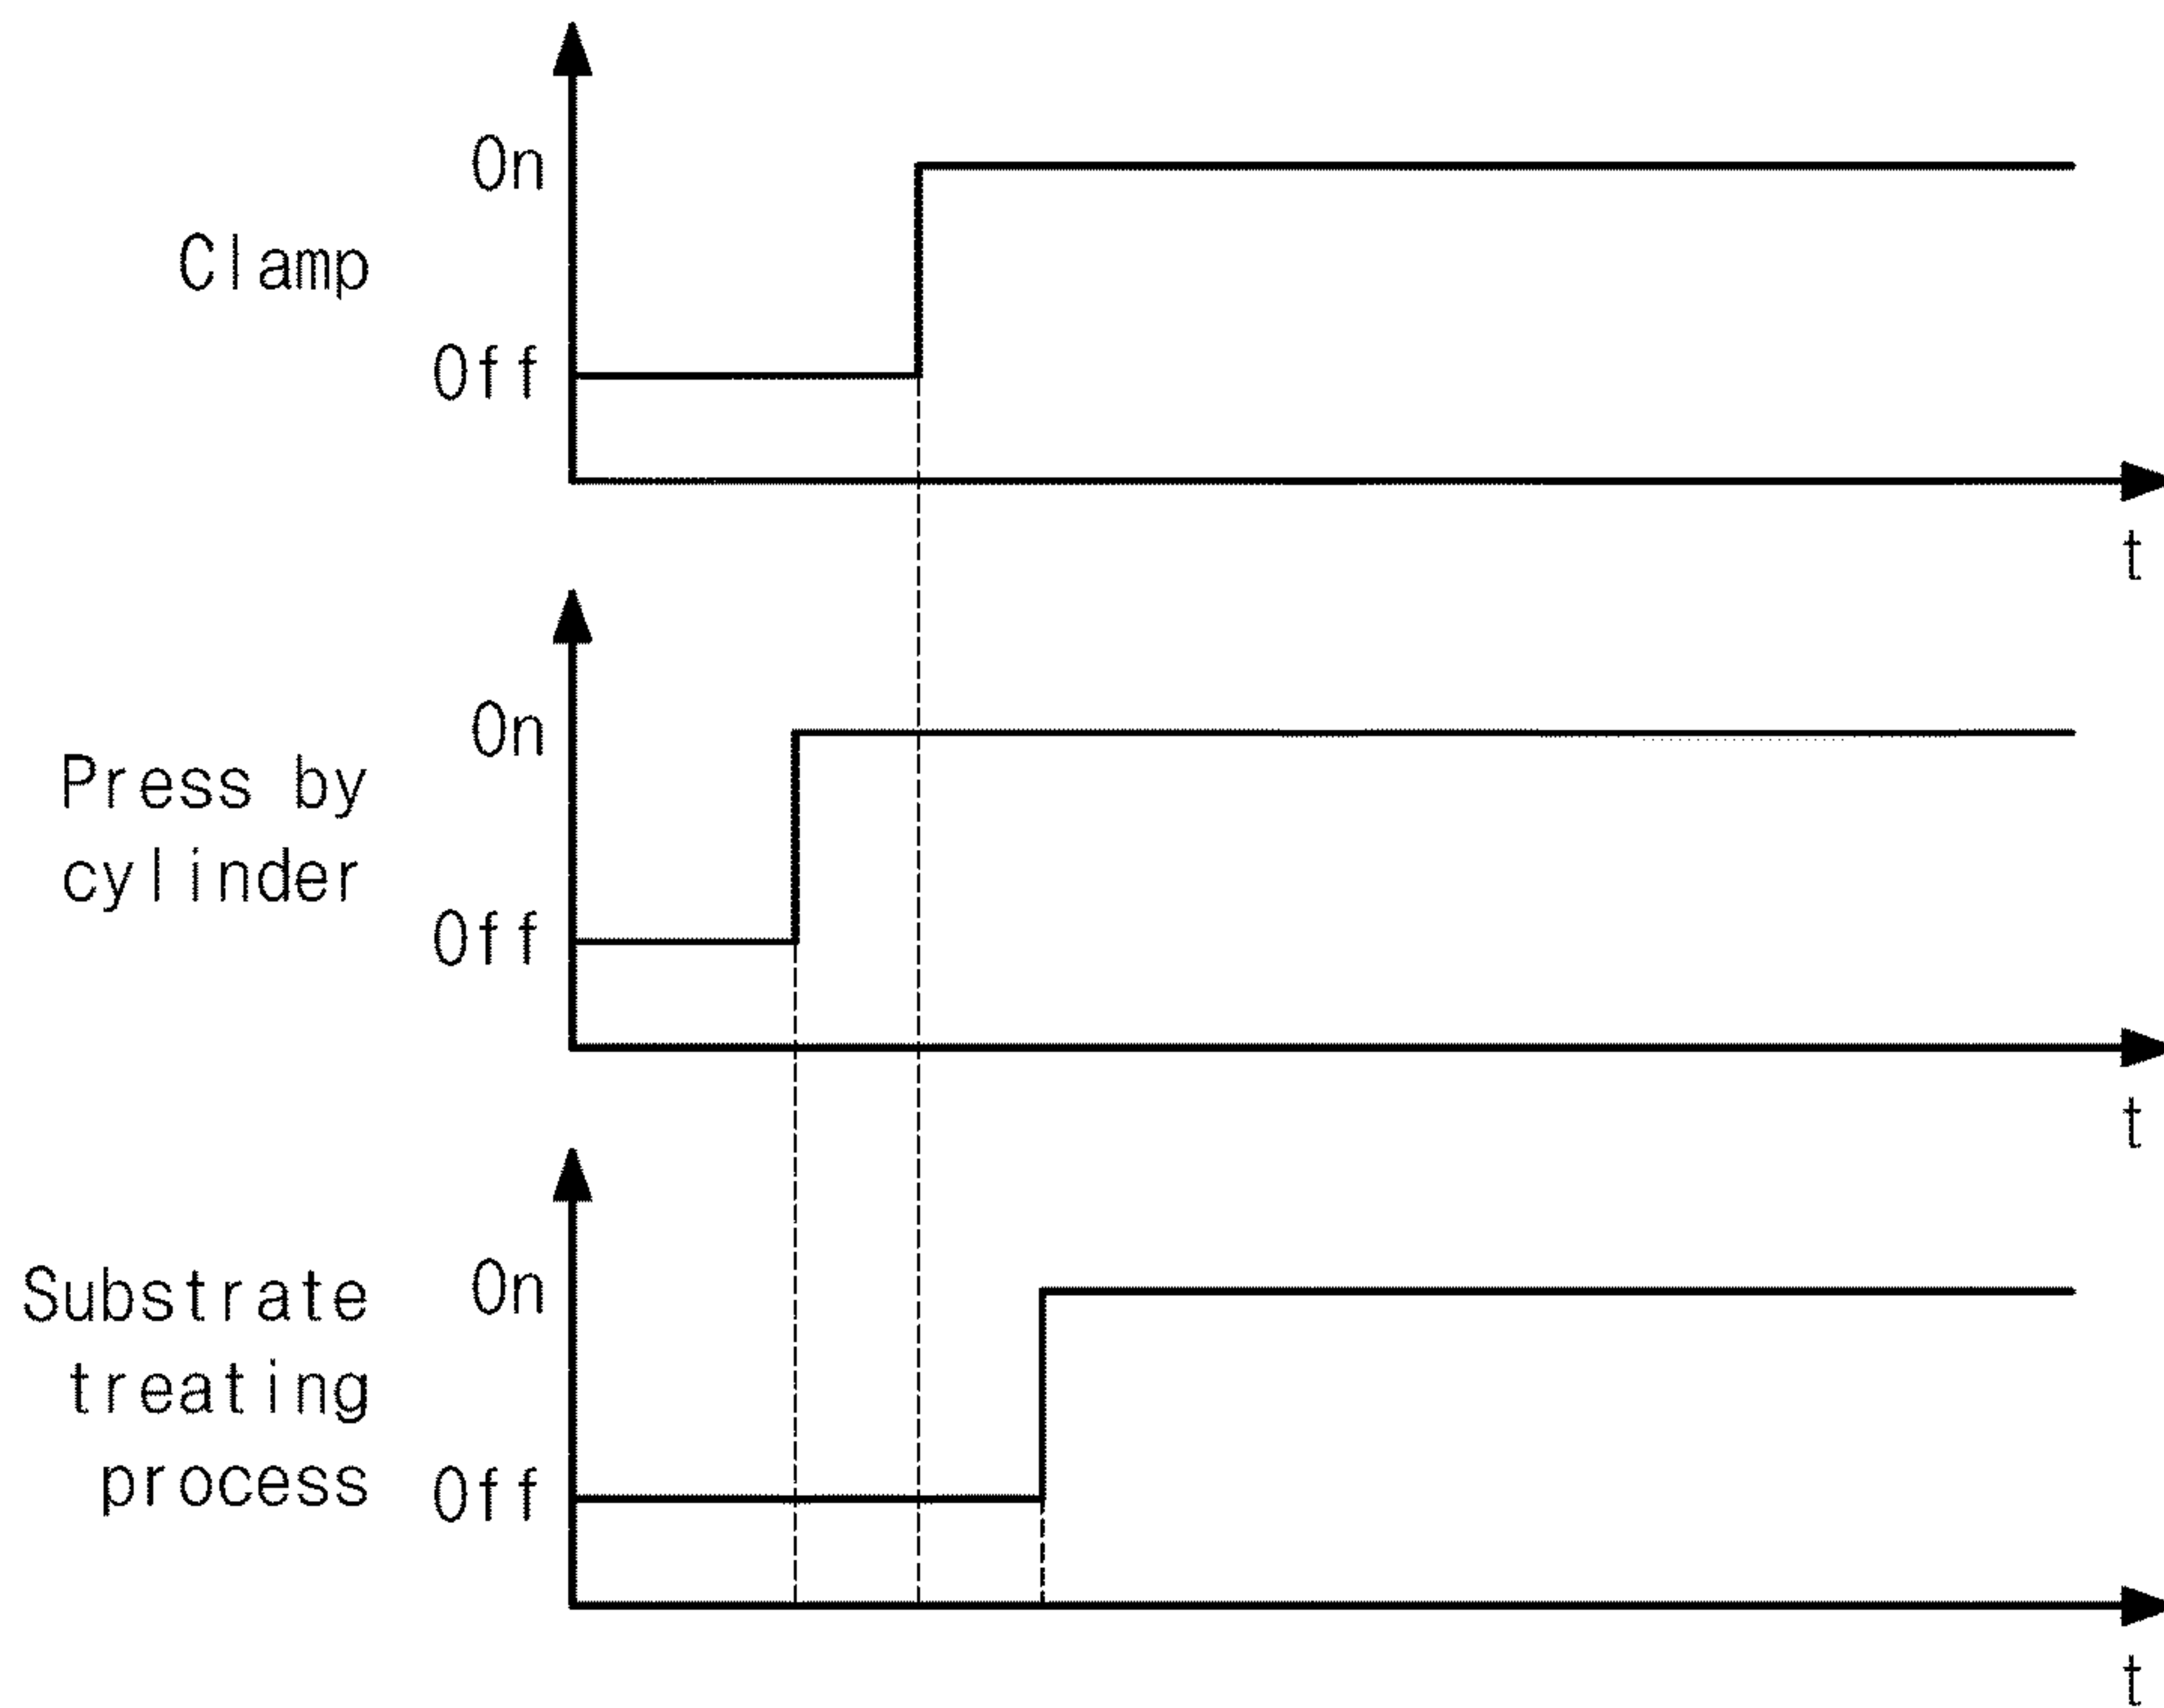 On
Clamp
Off
t
On
Press by
cylinder
Off
t
On
Substrate
treating
process
Off
t